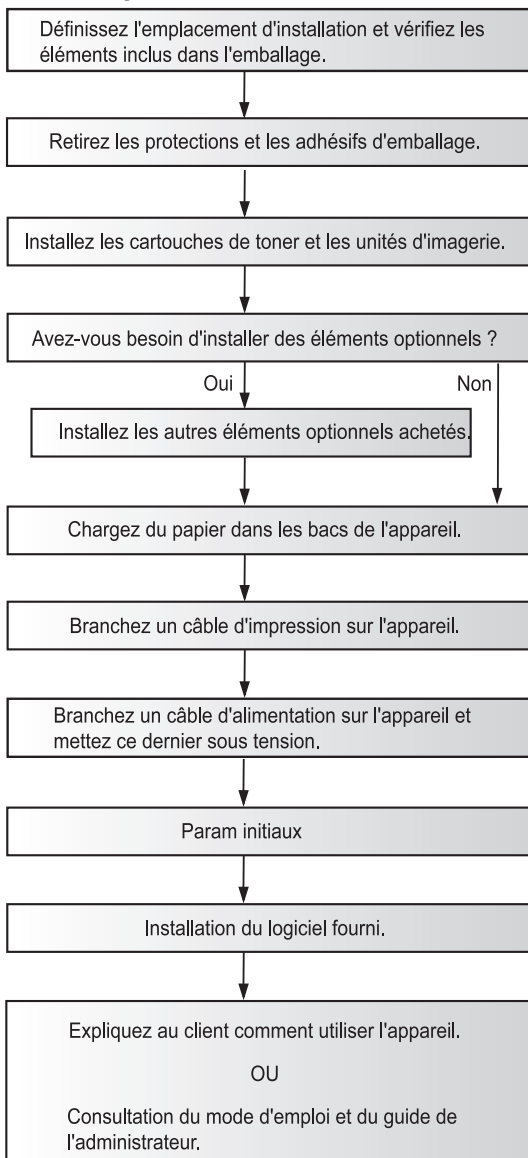 Définissez l'emplacement d'installation et vérifiez les
éléments inclus dans l'emballage.
Retirez les protections et les adhésifs d'emballage.
Installez les cartouches de toner et les unités d'imagerie.
Avez-vous besoin d'installer des éléments optionnels ?
Oui
Non
Installez les autres éléments optionnels achetés.
Chargez du papier dans les bacs de l'appareil.
Branchez un câble d'impression sur l'appareil.
Branchez un câble d'alimentation sur l'appareil et
mettez ce dernier sous tension.
Param initiaux
Installation du logiciel fourni.
Expliquez au client comment utiliser l'appareil.
OU
Consultation du mode d'emploi et du guide de
l'administrateur.